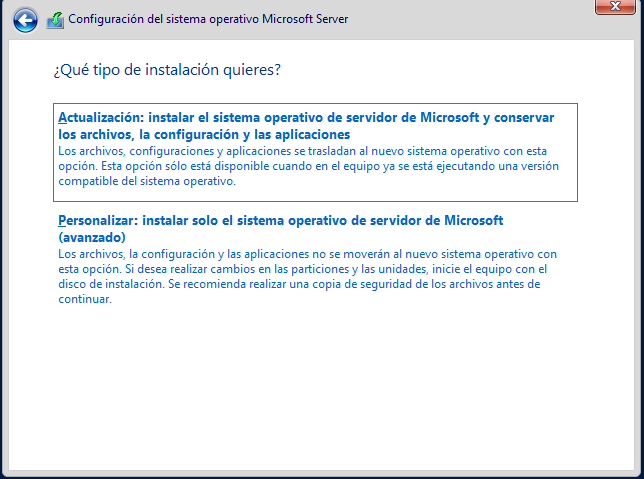 Configuración del sistema operativo Microsoft Server
¿Qué tipo de instalación quieres?
Actualización: instalar el sistema operativo de servidor de Microsoft y conservar
los archivos, la configuración y las aplicaciones
Los archivos, configuraciones y aplicaciones se trasladan al nuevo sistema operativo con esta
opción. Esta opción sólo está disponible cuando en el equipo ya se está ejecutando una versión
compatible del sistema operativo.
Personalizar: instalar solo el sistema operativo de servidor de Microsoft
(avanzado)
Los archivos, la configuración y las aplicaciones no se moverán al nuevo sistema operativo con
esta opción. Si desea realizar cambios en las particiones y las unidades, inicie el equipo con el
disco de instalación. Se recomienda realizar una copia de seguridad de los archivos antes de
continuar.